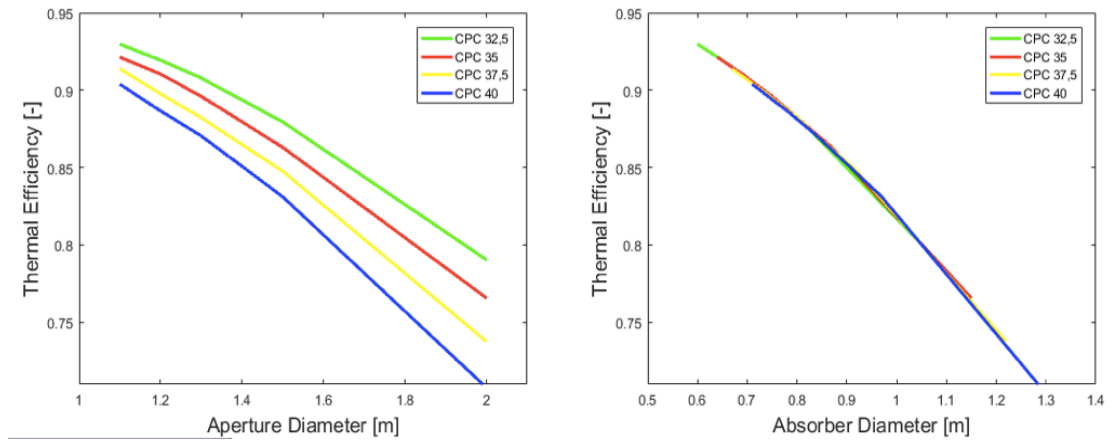 0.95
0.9
0.85
0.8
0.75
Thermal Efficiency [-]
CPC 32,5
CPC 35
CPC 37,5
CPC 40
1 1.2 1.4 1.6 1.8 2
Aperture Diameter [m]
0.95
0.9
0.85
0.8
0.75
Thermal Efficiency [-]
CPC 32,5
CPC 35
CPC 37,5
CPC 40
0.5 0.6 0.7 0.8 0.9 1 1.1 1.2 1.3 1.4
Absorber Diameter [m]